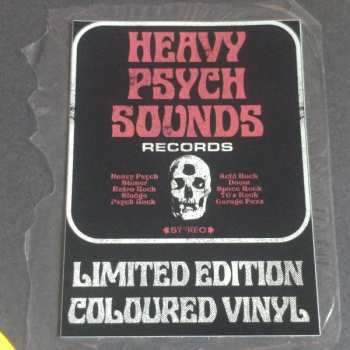 HEAVY
PSYCH
SOUNDS
RECORDS
Heavy Psych
Stoner
Retro Rock
Sludge
Psych Rock
Acid Rock
Doom
Space Rock
70's Rock
Garage Fuzz
STEREO
LIMITED EDITION
COLOURED VINYL